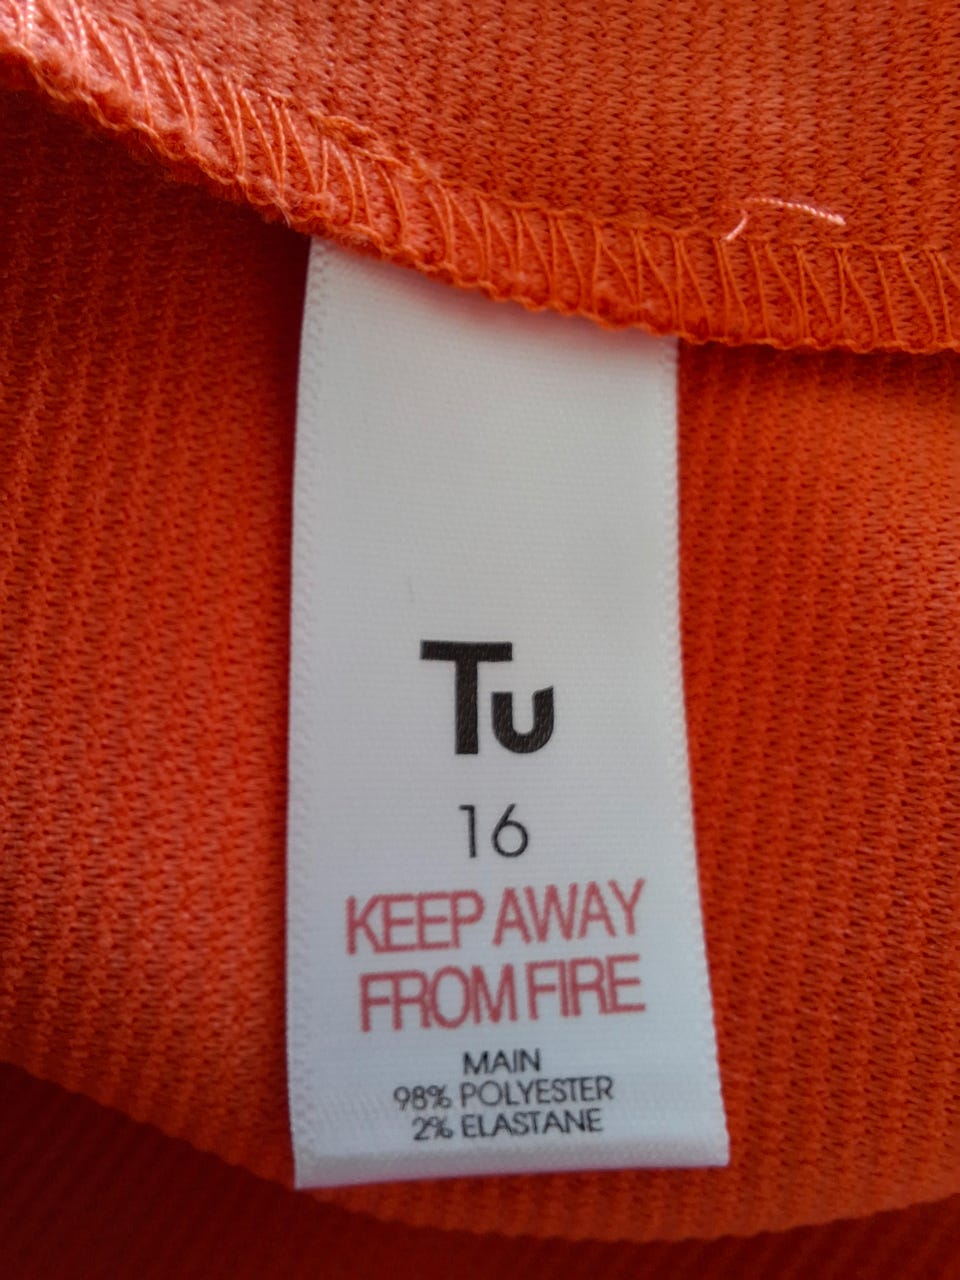 Tu
16
KEEP AWAY
FROM FIRE
MAIN
98% POLYESTER
2% ELASTANE